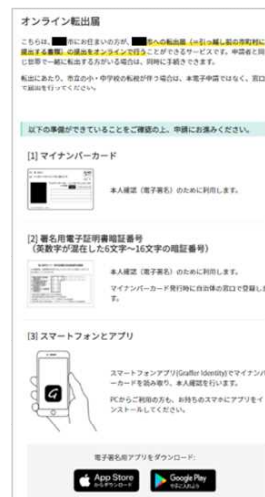 オンライン転出届
こちらは、市にお住まいの方が、市への転出届（＝引っ越し前の市町村に
提出する書類）の提出をオンラインで行うことができるサービスです。申請者と同
じ世帯で一緒に転出する方がいる場合は、同時に手続きできます。
転出にあたり、市立の小・中学校の転校が伴う場合は、本電子申請ではなく、窓口
で届出を行ってください。
以下の準備ができていることをご確認の上、申請にお進みください。
[1] マイナンバーカード
本人確認（電子署名）のために利用します。
[2] 署名用電子証明書暗証番号
（英数字が混在した6文字〜16文字の暗証番号）
本人確認（電子署名）のために利用します。
マイナンバーカード発行時に自治体の窓口で登録しま
す。
[3] スマートフォンとアプリ
スマートフォンアプリ(Graffer Identity)でマイナンバ
ーカードを読み取り、本人確認を行います。
PCからご利用の方も、お持ちのスマホにアプリをイ
ンストールしてください。
電子署名用アプリをダウンロード:
App Store
からダウンロード
Google Play
で手に入れよう